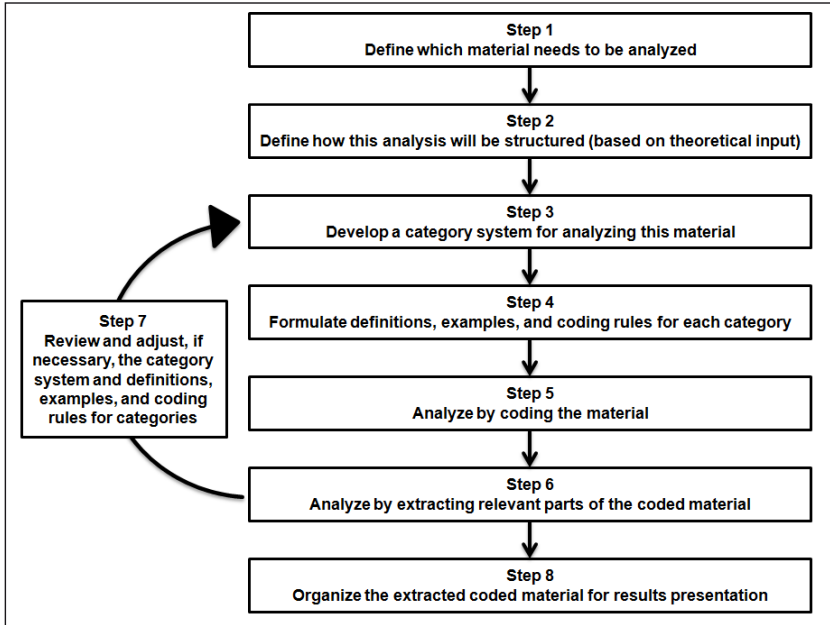 Step 1
Define which material needs to be analyzed
Step 2
Define how this analysis will be structured (based on theoretical input)
Step 3
Develop a category system for analyzing this material
Step 4
Formulate definitions, examples, and coding rules for each category
Step 5
Analyze by coding the material
Step 6
Analyze by extracting relevant parts of the coded material
Step 7
Review and adjust, if
necessary, the category
system and definitions,
examples, and coding
rules for categories
Step 8
Organize the extracted coded material for results presentation